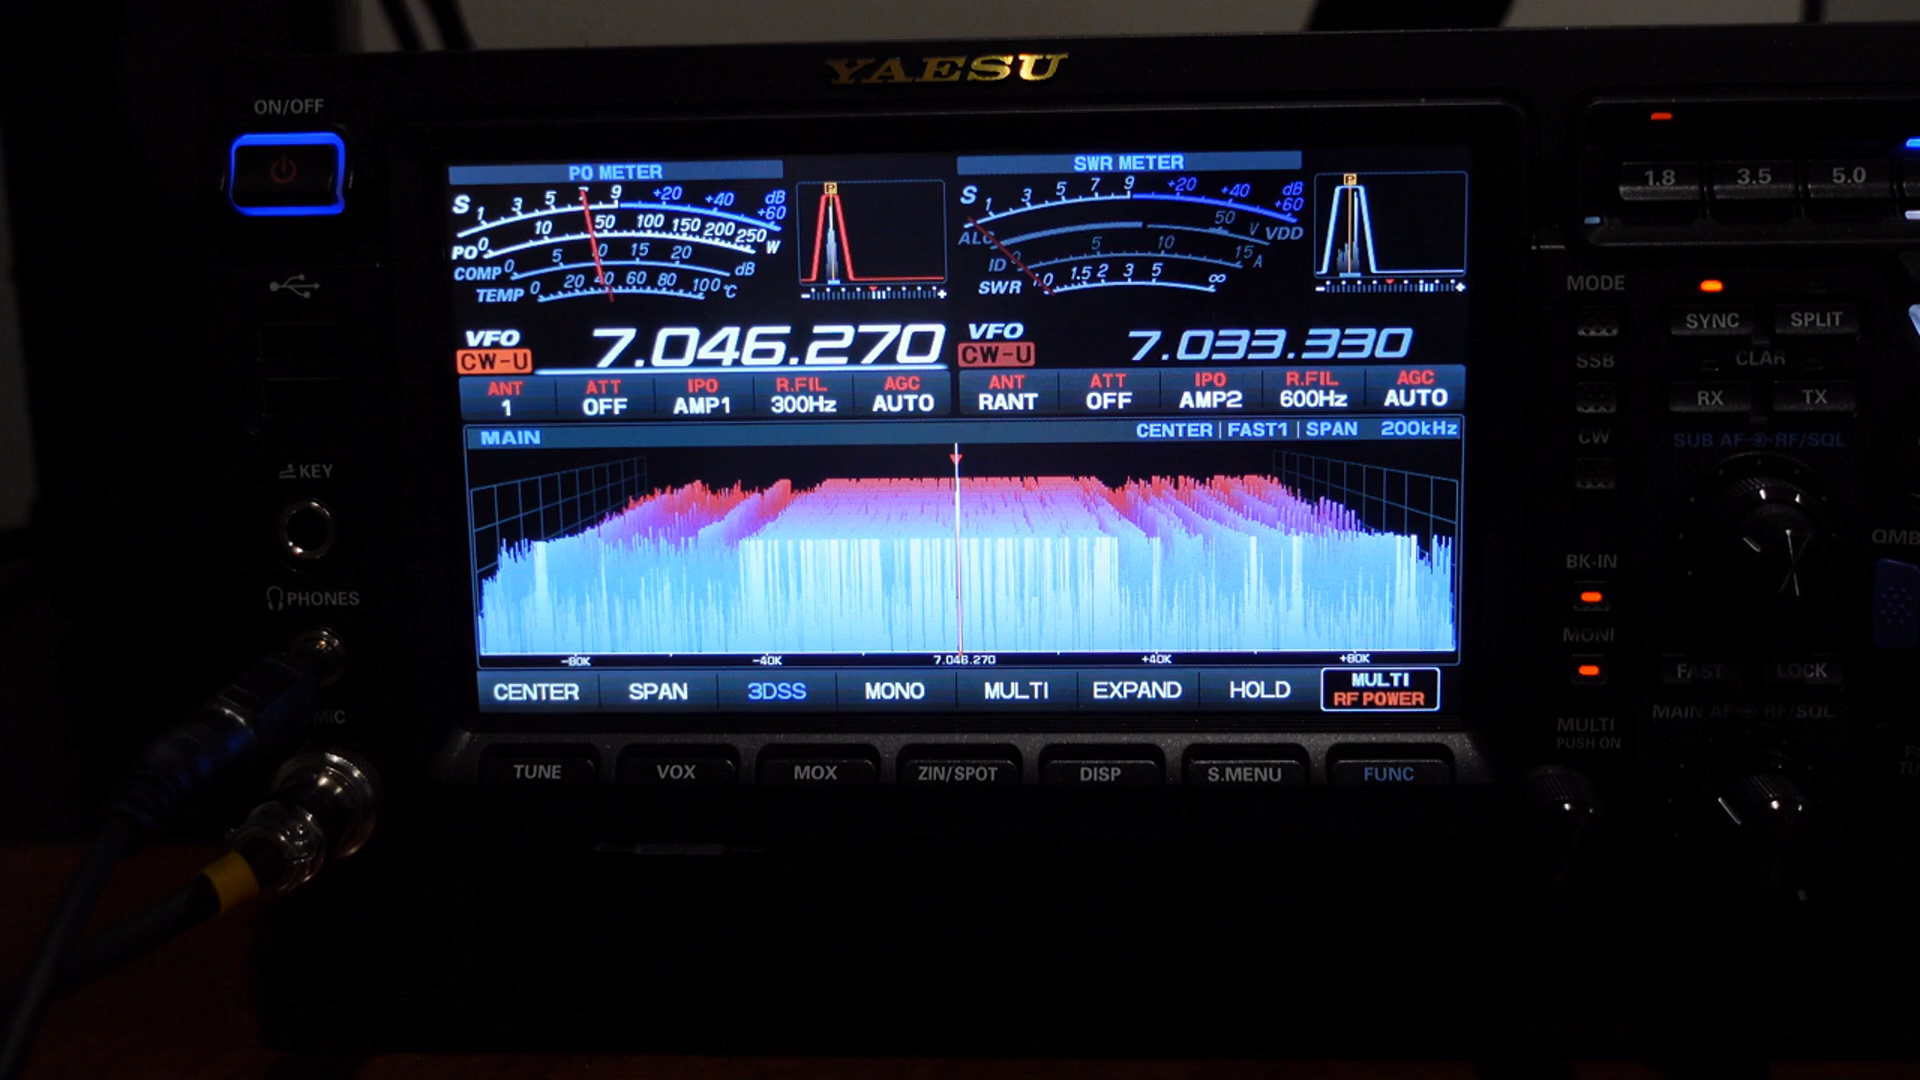 YAESU
ON/OFF
PO METER
S 1 3 5 7 9 +20 +40 +60 dB
PO 0 10 50 100 150 200 250 W
COMP 0 5 0 15 20 dB
TEMP 0 20 40 60 80 100 °C
P
- +
SWR METER
S 1 3 5 7 9 +20 +40 +60 dB
ALC 50 V VDD
ID 0 5 10 15 A
SWR 1.5 2 3 5 ∞
P
- +
VFO
CW-U
7.046.270
VFO
CW-U
7.033.330
ANT ATT IPO R.FIL AGC
1 OFF AMP1 300Hz AUTO
ANT ATT IPO R.FIL AGC
RANT OFF AMP2 600Hz AUTO
MAIN
CENTER | FAST1 | SPAN 200kHz
-80K -40K 7.046.270 +40K +80K
CENTER SPAN 3DSS MONO MULTI EXPAND HOLD MULTI
RF POWER
TUNE VOX MOX ZIN/SPOT DISP S.MENU FUNC
KEY
PHONES
MIC
1.8 3.5 5.0
MODE
SSB
CW
BK-IN
MONI
MULTI
PUSH ON
SYNC SPLIT
CLAR
RX TX
SUB AF RF/SQL
QMB
FAST LOCK
MAIN AF RF/SQL